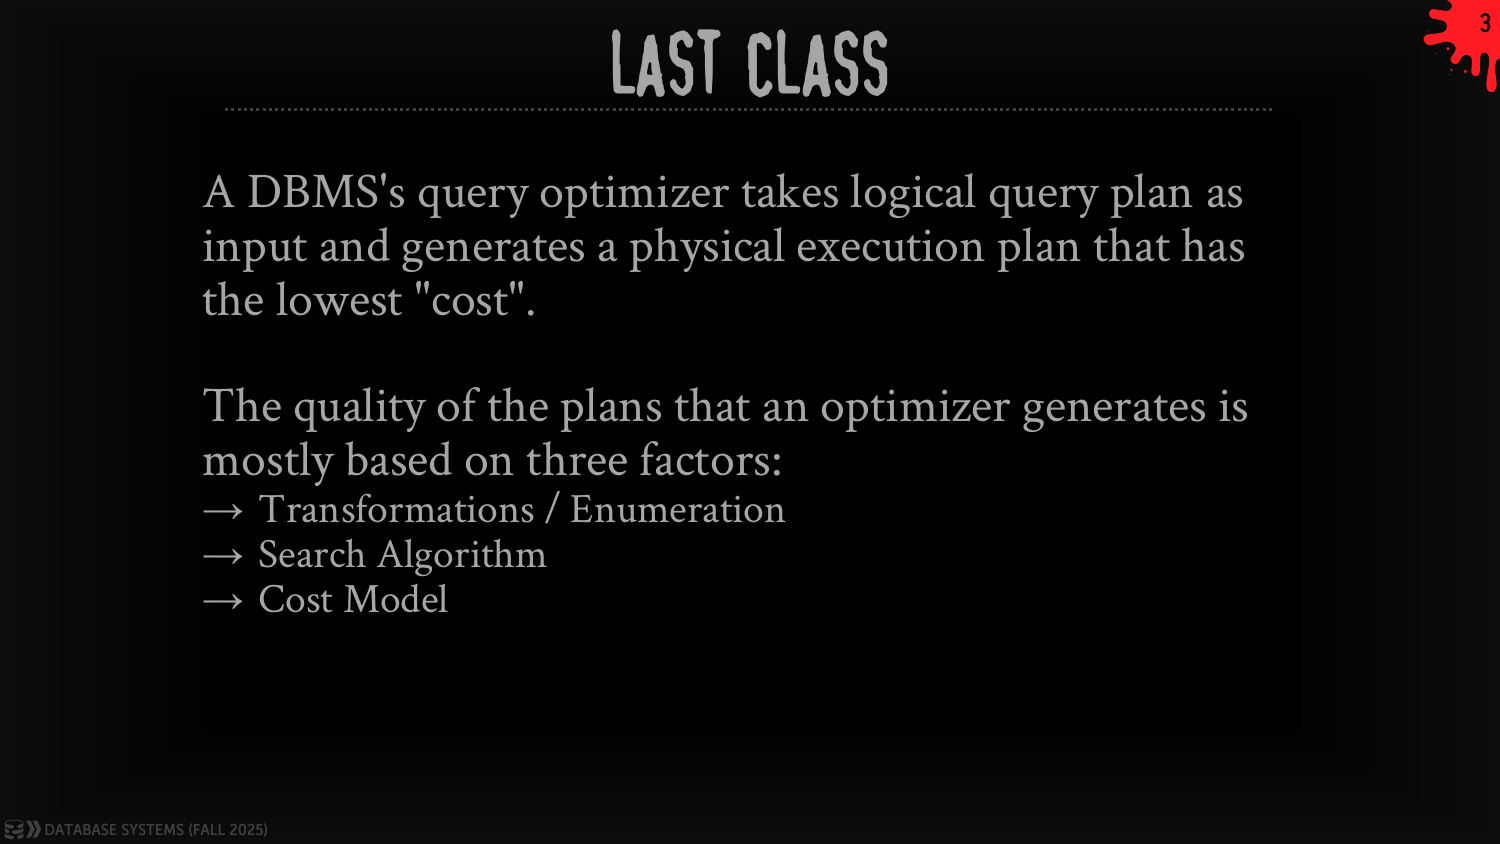 LAST CLASS
3
A DBMS's query optimizer takes logical query plan as
input and generates a physical execution plan that has
the lowest "cost".
The quality of the plans that an optimizer generates is
mostly based on three factors:
→ Transformations / Enumeration
→ Search Algorithm
→ Cost Model
DATABASE SYSTEMS (FALL 2025)